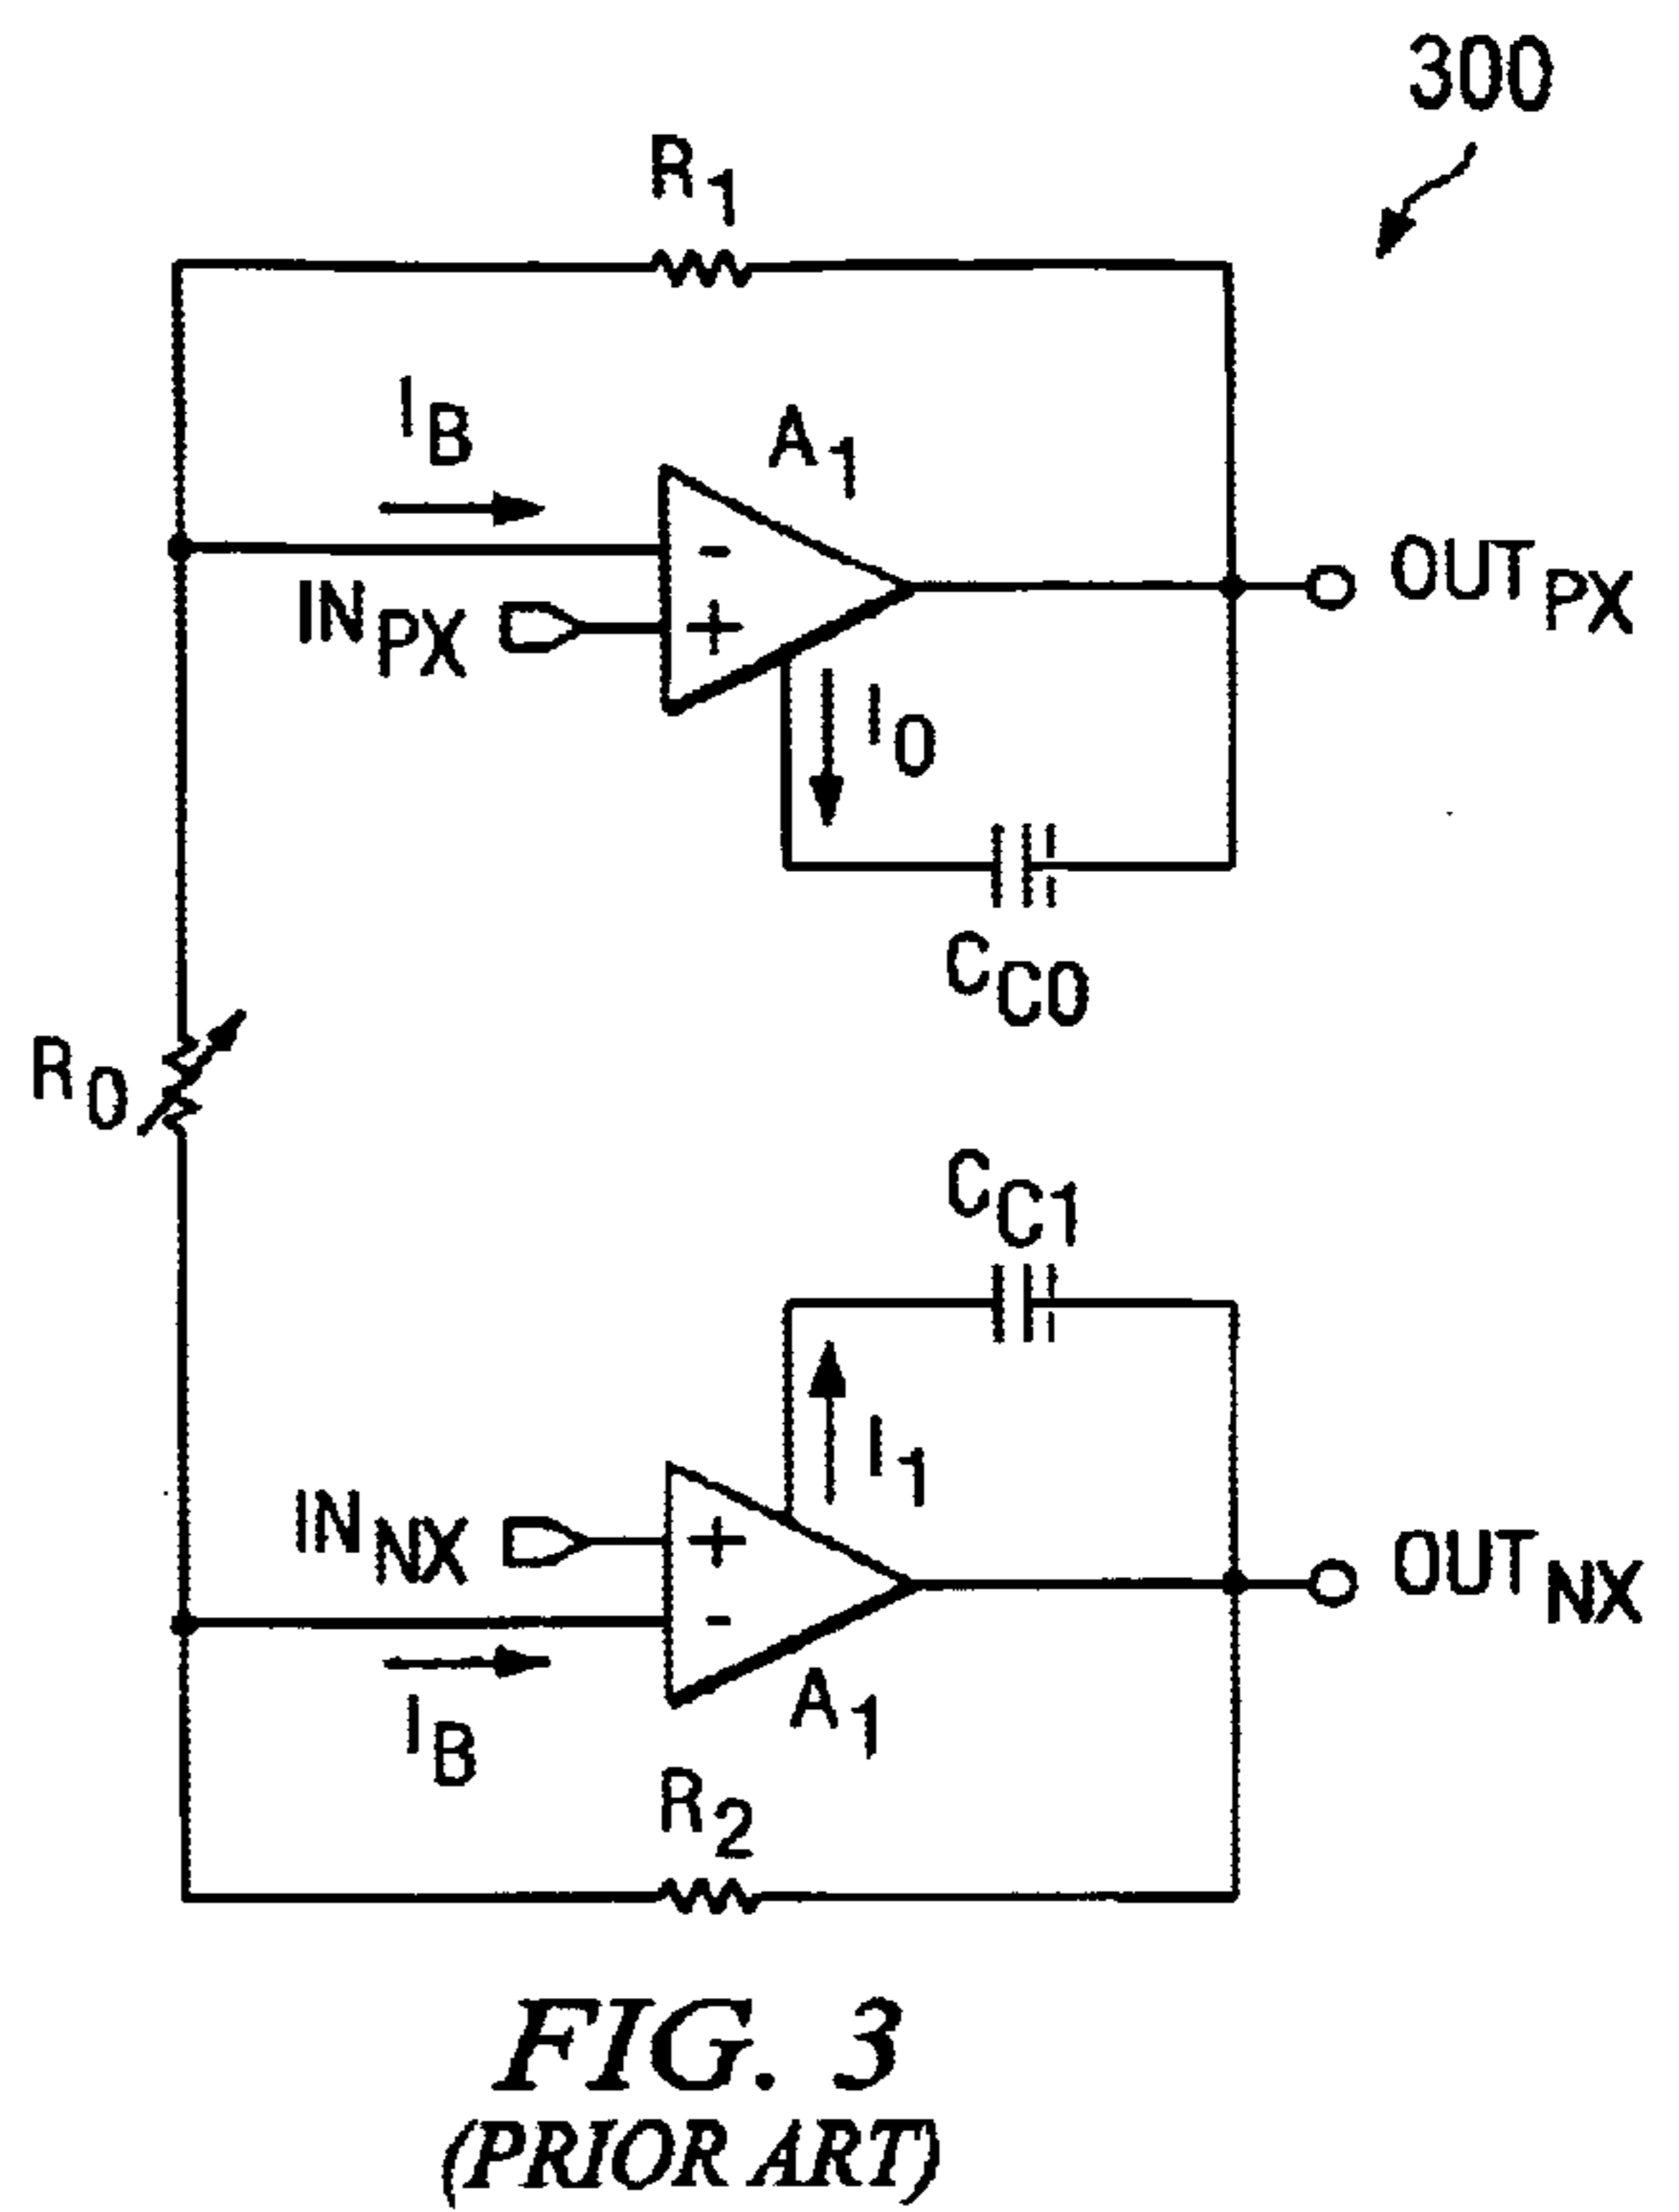 300
R1
IB
A1
-
INPX
+
OUTPX
I0
CC0
R0
CC1
I1
INNX
+
-
OUTNX
IB
A1
R2
FIG. 3
(PRIOR ART)